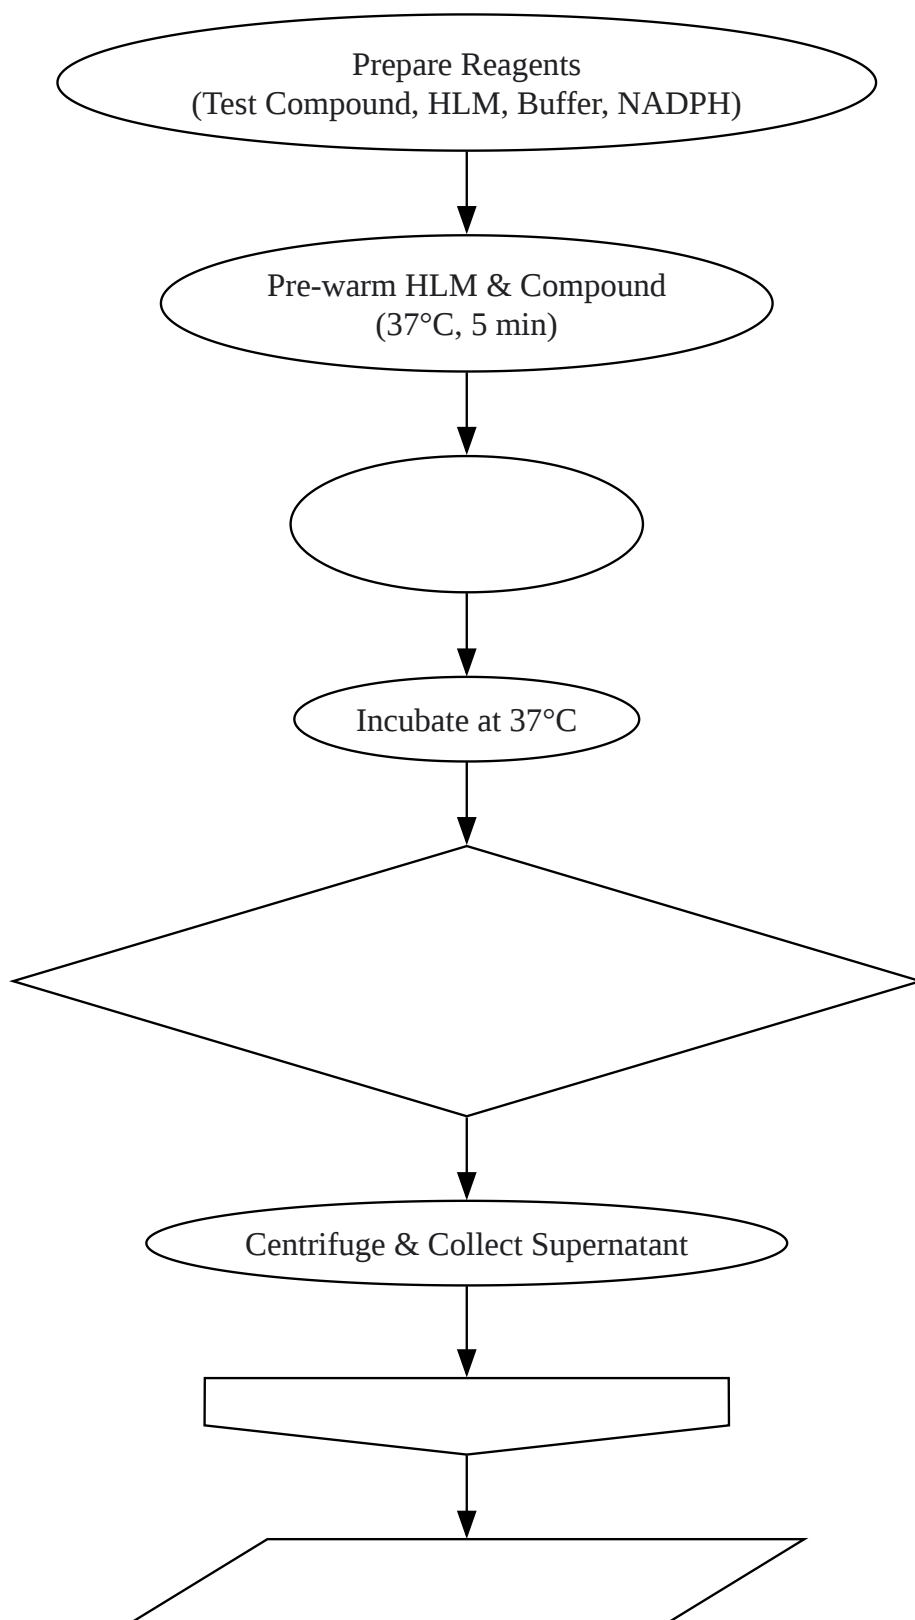 Prepare Reagents
(Test Compound, HLM, Buffer, NADPH)
Pre-warm HLM & Compound
(37°C, 5 min)
Incubate at 37°C
Centrifuge & Collect Supernatant